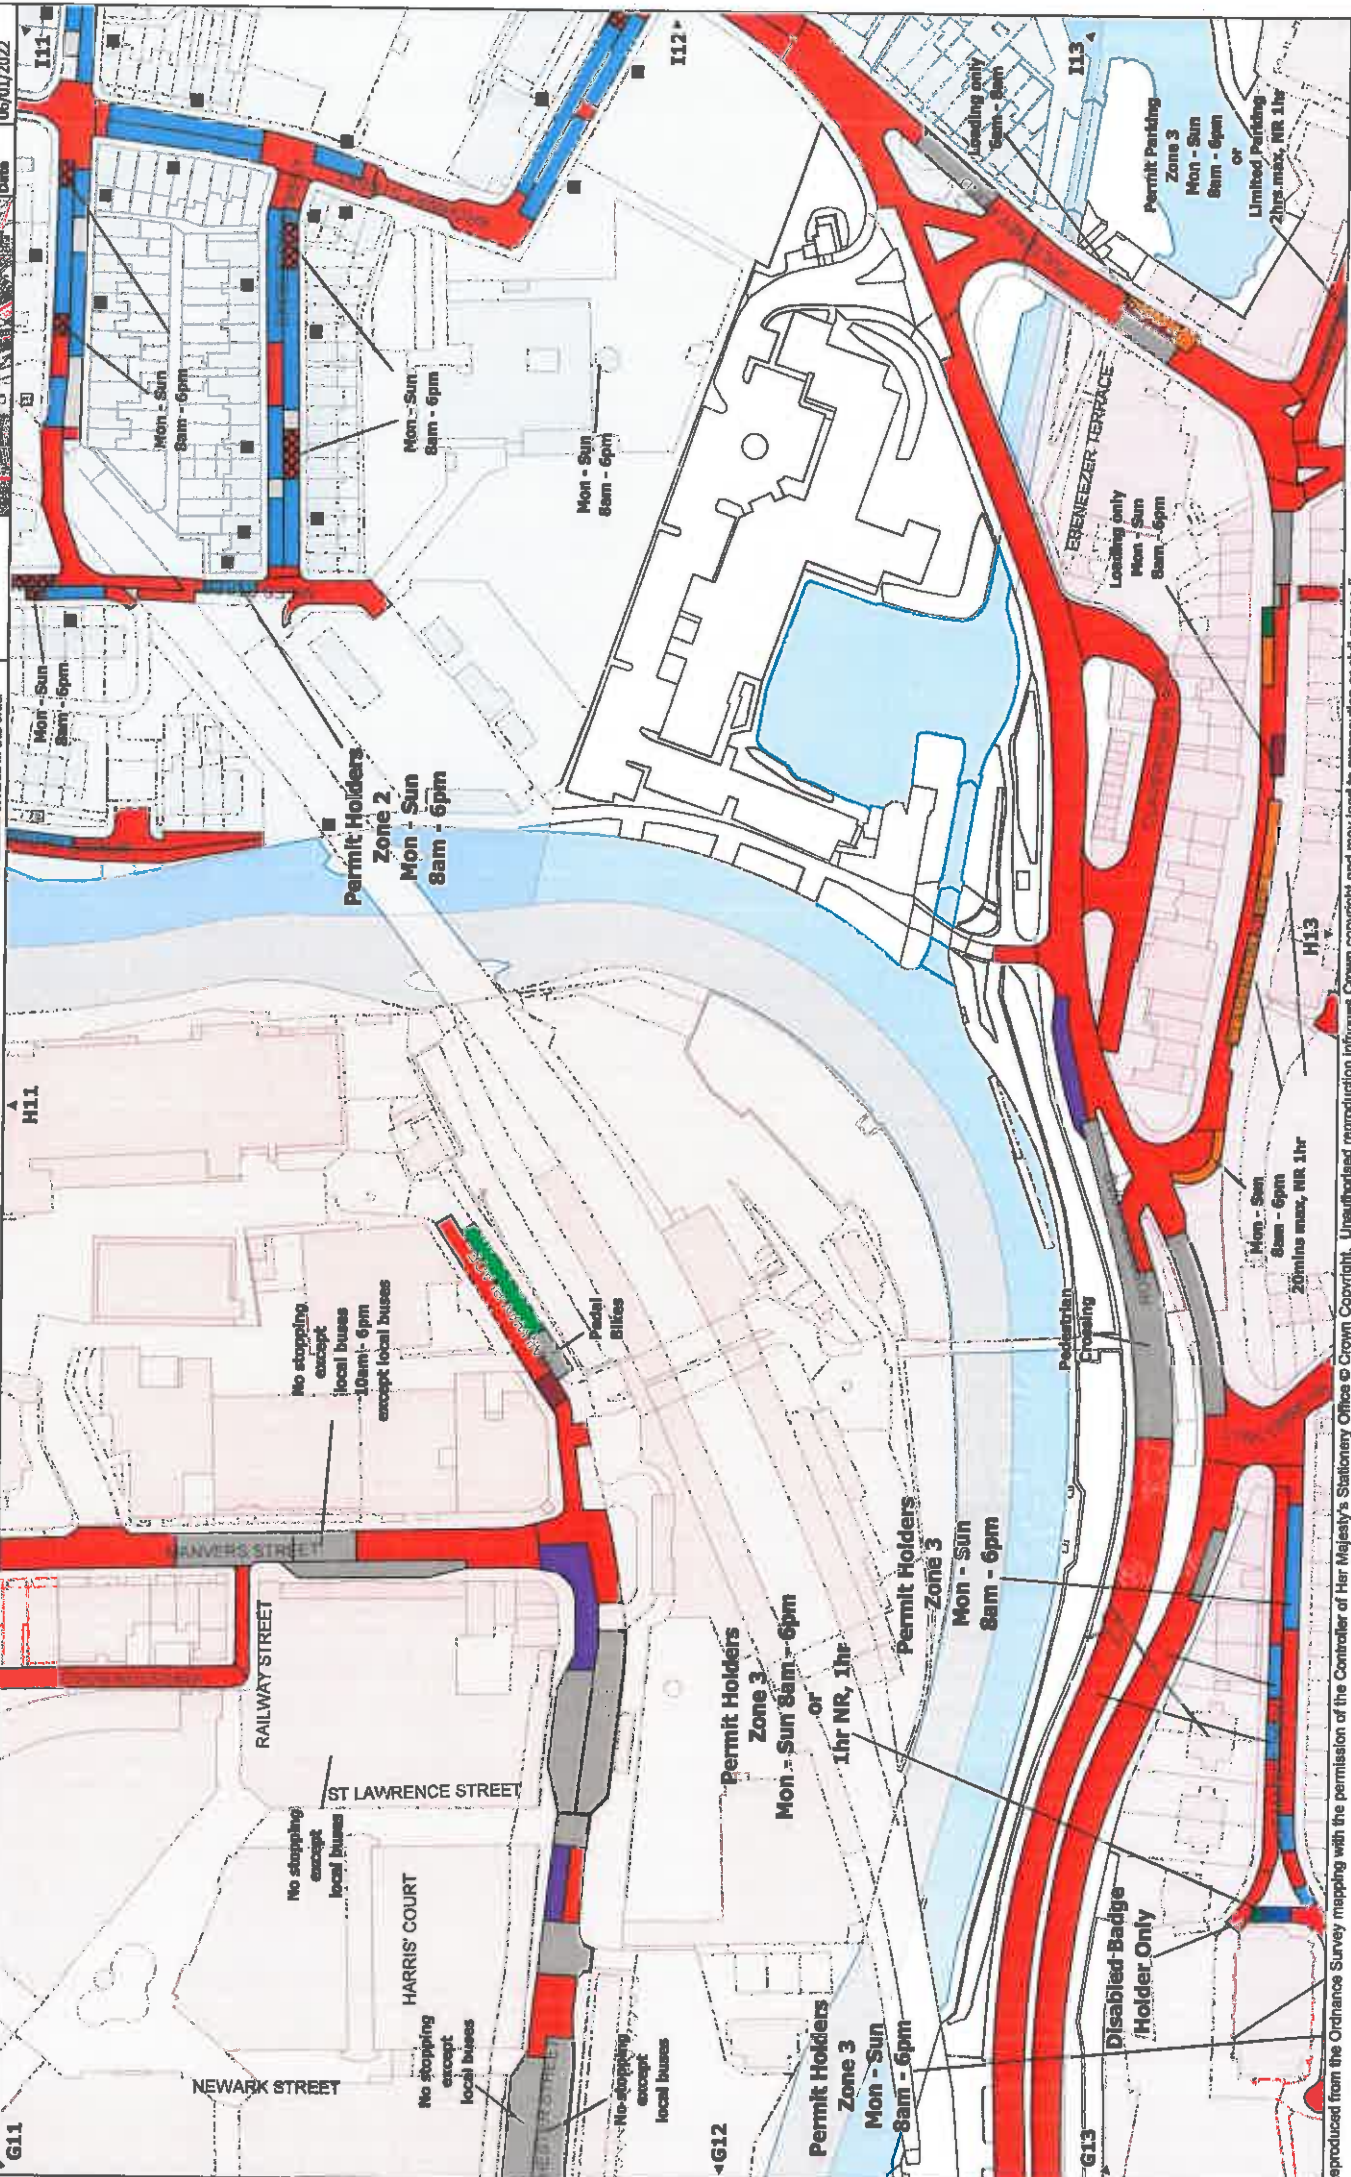 G11
H11
I11
06/01/2022
Date
NEWARK STREET
HARRIS' COURT
ST LAWRENCE STREET
RAILWAY STREET
MANVERS STREET
No stopping
except
local buses
No stopping
except
local buses
No stopping
except
local buses
No stopping
except
local buses
10am - 6pm
except local buses
Pedal
Bikes
Mon - Sun
8am - 6pm
Mon - Sun
8am - 6pm
Mon - Sun
8am - 6pm
Mon - Sun
8am - 6pm
Permit Holders
Zone 2
Mon - Sun
8am - 6pm
I12
G12
Permit Holders
Zone 3
Mon - Sun
8am - 6pm
Permit Holders
Zone 3
Mon - Sun 8am - 6pm
or
1hr NR, 1hr
Permit Holders
Zone 3
Mon - Sun
8am - 6pm
Pedestrian
Crossing
Disabled Badge
Holder Only
Mon - Sun
8am - 6pm
20mins max, NR 1hr
EBENEEZER TERRACE
Loading only
Mon - Sun
8am - 6pm
Loading only
6am - 8am
Permit Parking
Zone 3
Mon - Sun
8am - 6pm
or
Limited Parking
2hrs max, NR 1hr
CLAVERTON
G13
H13
I13
eproduced from the Ordnance Survey mapping with the permission of the Controller of Her Majesty's Stationery Office © Crown Copyright. Unauthorised reproduction infringes Crown copyright and may lead to prosecution or